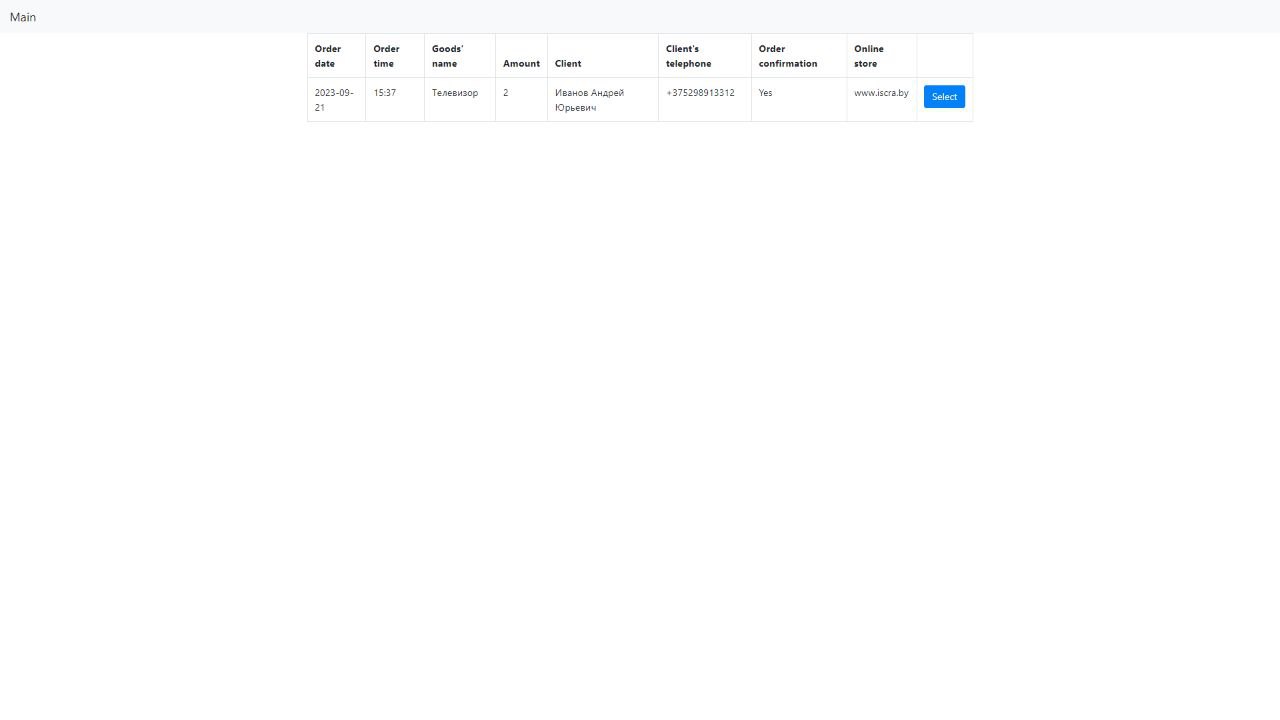 Main
Order date
Order time
Goods' name
Amount
Client
Client's telephone
Order confirmation
Online store
2023-09-21
15:37
Телевизор
2
Иванов Андрей Юрьевич
+375298913312
Yes
www.iscra.by
Select